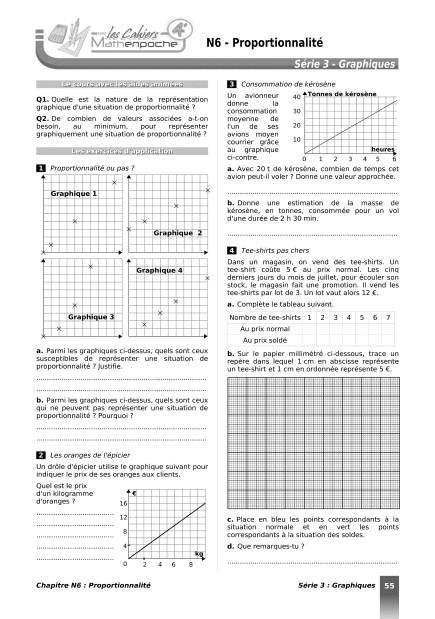 les Cahiers
Mathenpoche
4e
N6 - Proportionnalité
Série 3 - Graphiques
Le cours avec les aides animées
Q1. Quelle est la nature de la représentation
graphique d'une situation de proportionnalité ?
Q2. De combien de valeurs associées a-t-on
besoin, au minimum, pour représenter
graphiquement une situation de proportionnalité ?
Les exercices d'application
1 Proportionnalité ou pas ?
Graphique 1
Graphique 2
Graphique 3
Graphique 4
a. Parmi les graphiques ci-dessus, quels sont ceux
susceptibles de représenter une situation de
proportionnalité ? Justifie.
b. Parmi les graphiques ci-dessus, quels sont ceux
qui ne peuvent pas représenter une situation de
proportionnalité ? Pourquoi ?
2 Les oranges de l'épicier
Un drôle d'épicier utilise le graphique suivant pour
indiquer le prix de ses oranges aux clients.
Quel est le prix
d'un kilogramme
d'oranges ?
€
16
12
8
4
kg
0 2 4 6 8
3 Consommation de kérosène
Un avionneur
donne la
consommation
moyenne de
l'un de ses
avions moyen
courrier grâce
au graphique
ci-contre.
Tonnes de kérosène
40
30
20
10
heures
0 1 2 3 4 5 6
a. Avec 20 t de kérosène, combien de temps cet
avion peut-il voler ? Donne une valeur approchée.
b. Donne une estimation de la masse de
kérosène, en tonnes, consommée pour un vol
d'une durée de 2 h 30 min.
4 Tee-shirts pas chers
Dans un magasin, on vend des tee-shirts. Un
tee-shirt coûte 5 € au prix normal. Les cinq
derniers jours du mois de juillet, pour écouler son
stock, le magasin fait une promotion. Il vend les
tee-shirts par lot de 3. Un lot vaut alors 12 €.
a. Complète le tableau suivant.
Nombre de tee-shirts 1 2 3 4 5 6 7
Au prix normal
Au prix soldé
b. Sur le papier millimétré ci-dessous, trace un
repère dans lequel 1 cm en abscisse représente
un tee-shirt et 1 cm en ordonnée représente 5 €.
c. Place en bleu les points correspondants à la
situation normale et en vert les points
correspondants à la situation des soldes.
d. Que remarques-tu ?
Chapitre N6 : Proportionnalité
Série 3 : Graphiques 55